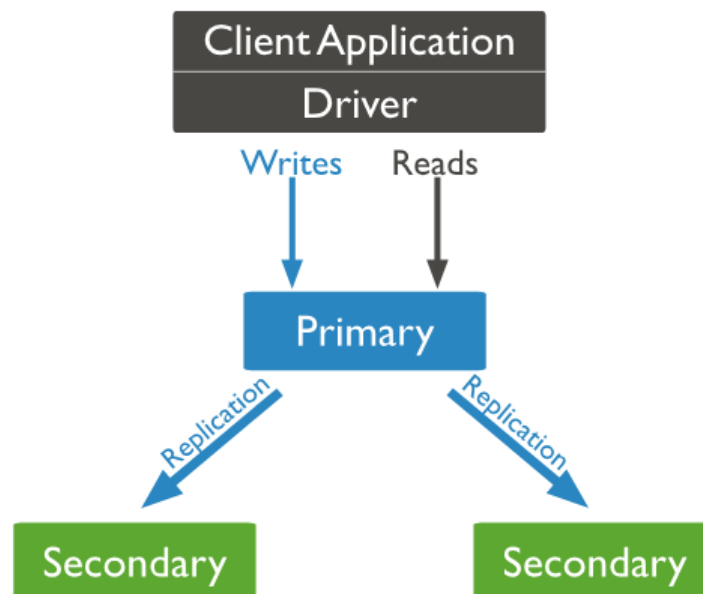 Client Application
Driver
Writes
Reads
Primary
Replication
Replication
Secondary
Secondary